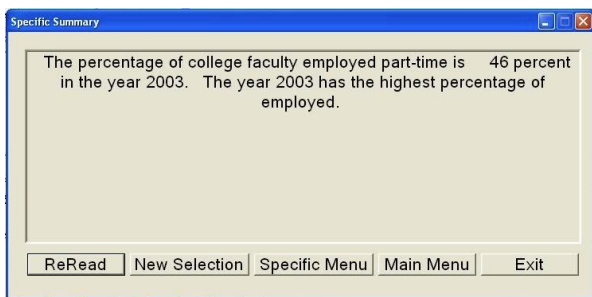 Specific Summary
The percentage of college faculty employed part-time is 46 percent
in the year 2003. The year 2003 has the highest percentage of
employed.
ReRead New Selection Specific Menu Main Menu Exit